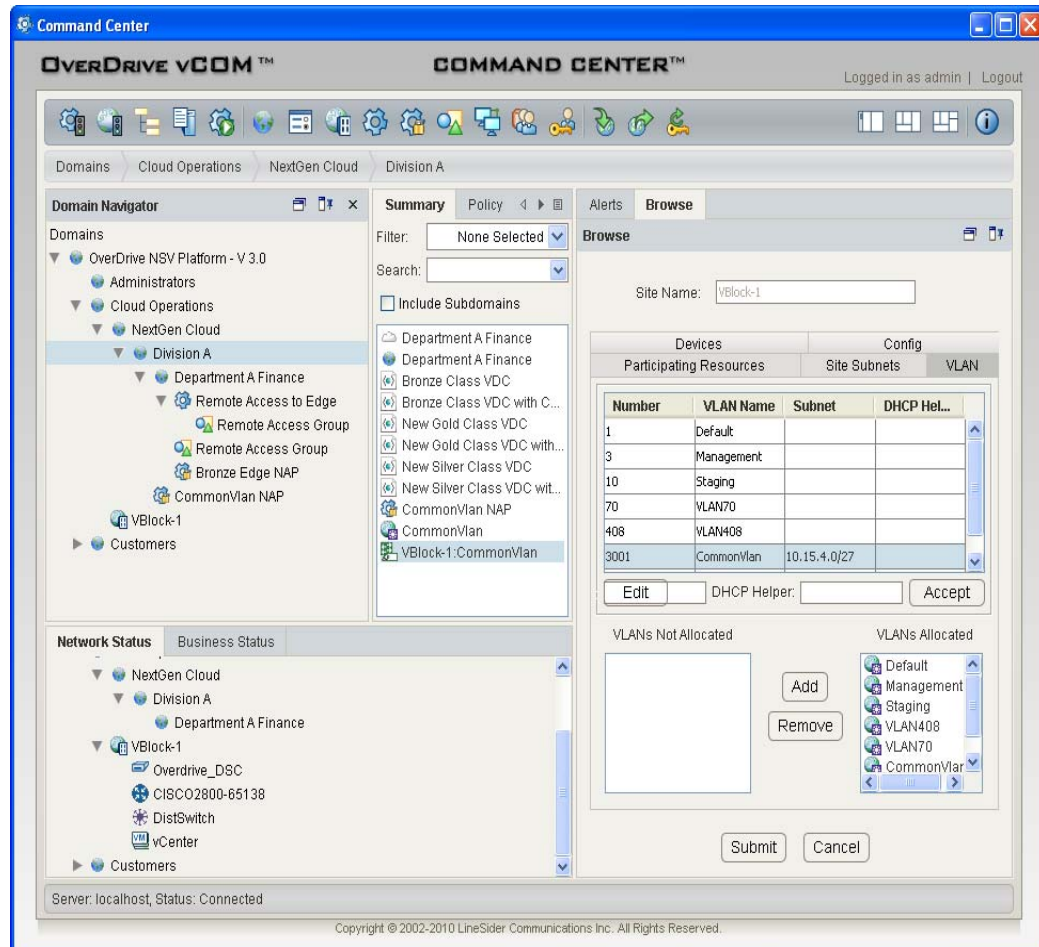 Command Center
OVERDRIVE VCOM™
COMMAND CENTER™
Logged in as admin | Logout
Domains
Cloud Operations
NextGen Cloud
Division A
Domain Navigator
Domains
OverDrive NSV Platform - V 3.0
Administrators
Cloud Operations
NextGen Cloud
Division A
Department A Finance
Remote Access to Edge
Remote Access Group
Remote Access Group
Bronze Edge NAP
CommonVlan NAP
VBlock-1
Customers
Summary
Policy
Filter: None Selected
Search:
Include Subdomains
Department A Finance
Department A Finance
Bronze Class VDC
Bronze Class VDC with C...
New Gold Class VDC
New Gold Class VDC with...
New Silver Class VDC
New Silver Class VDC wit...
CommonVlan NAP
CommonVlan
VBlock-1:CommonVlan
Alerts
Browse
Browse
Site Name: VBlock-1
Devices
Config
Participating Resources
Site Subnets
VLAN
Number VLAN Name Subnet DHCP Hel...
1 Default
3 Management
10 Staging
70 VLAN70
408 VLAN408
3001 CommonVlan 10.15.4.0/27
Edit
DHCP Helper:
Accept
VLANs Not Allocated
VLANs Allocated
Add
Remove
Default
Management
Staging
VLAN408
VLAN70
CommonVlar
Submit
Cancel
Network Status
Business Status
NextGen Cloud
Division A
Department A Finance
VBlock-1
Overdrive_DSC
CISCO2800-65138
DistSwitch
vCenter
Customers
Server: localhost, Status: Connected
Copyright © 2002-2010 LineSider Communications Inc. All Rights Reserved.